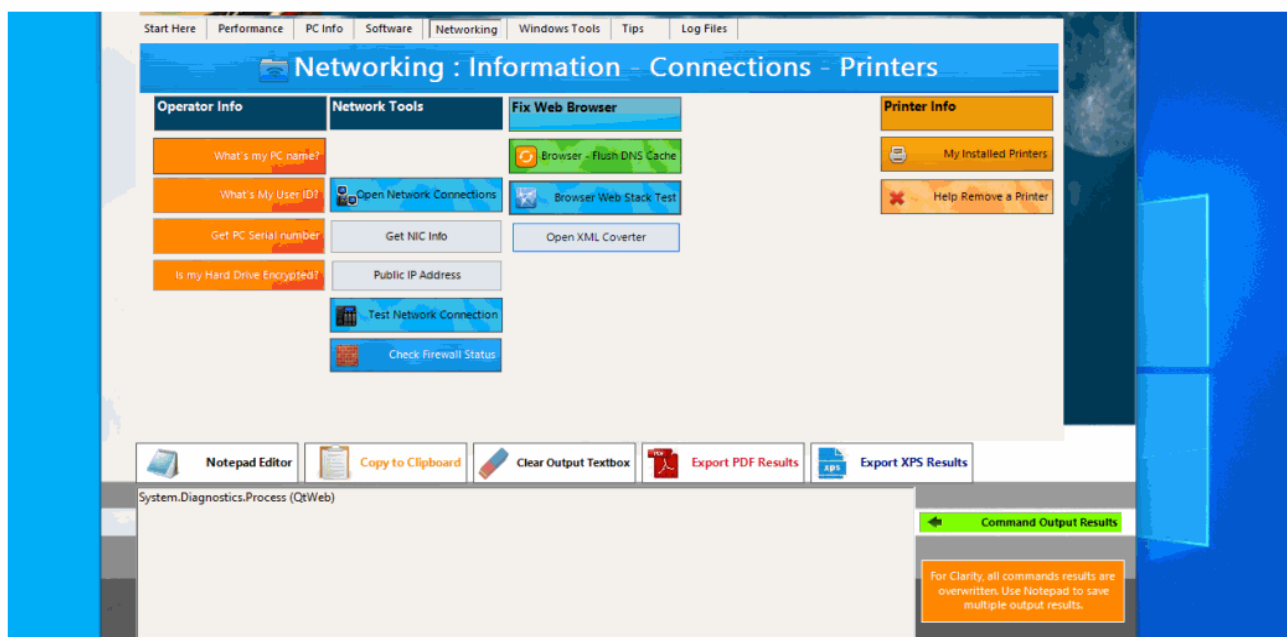 Start Here Performance PC Info Software Networking Windows Tools Tips Log Files
Networking : Information - Connections - Printers
Operator Info Network Tools Fix Web Browser Printer Info
What's my PC name? Browser - Flush DNS Cache My Installed Printers
What's My User ID? Open Network Connections Browser Web Stack Test Help Remove a Printer
Get PC Serial number Get NIC Info Open XML Coverter
Is my Hard Drive Encrypted? Public IP Address
Test Network Connection
Check Firewall Status
Notepad Editor Copy to Clipboard Clear Output Textbox PDF Export PDF Results xps Export XPS Results
System.Diagnostics.Process (QtWeb)
Command Output Results
For Clarity, all commands results are
overwritten. Use Notepad to save
multiple output results.